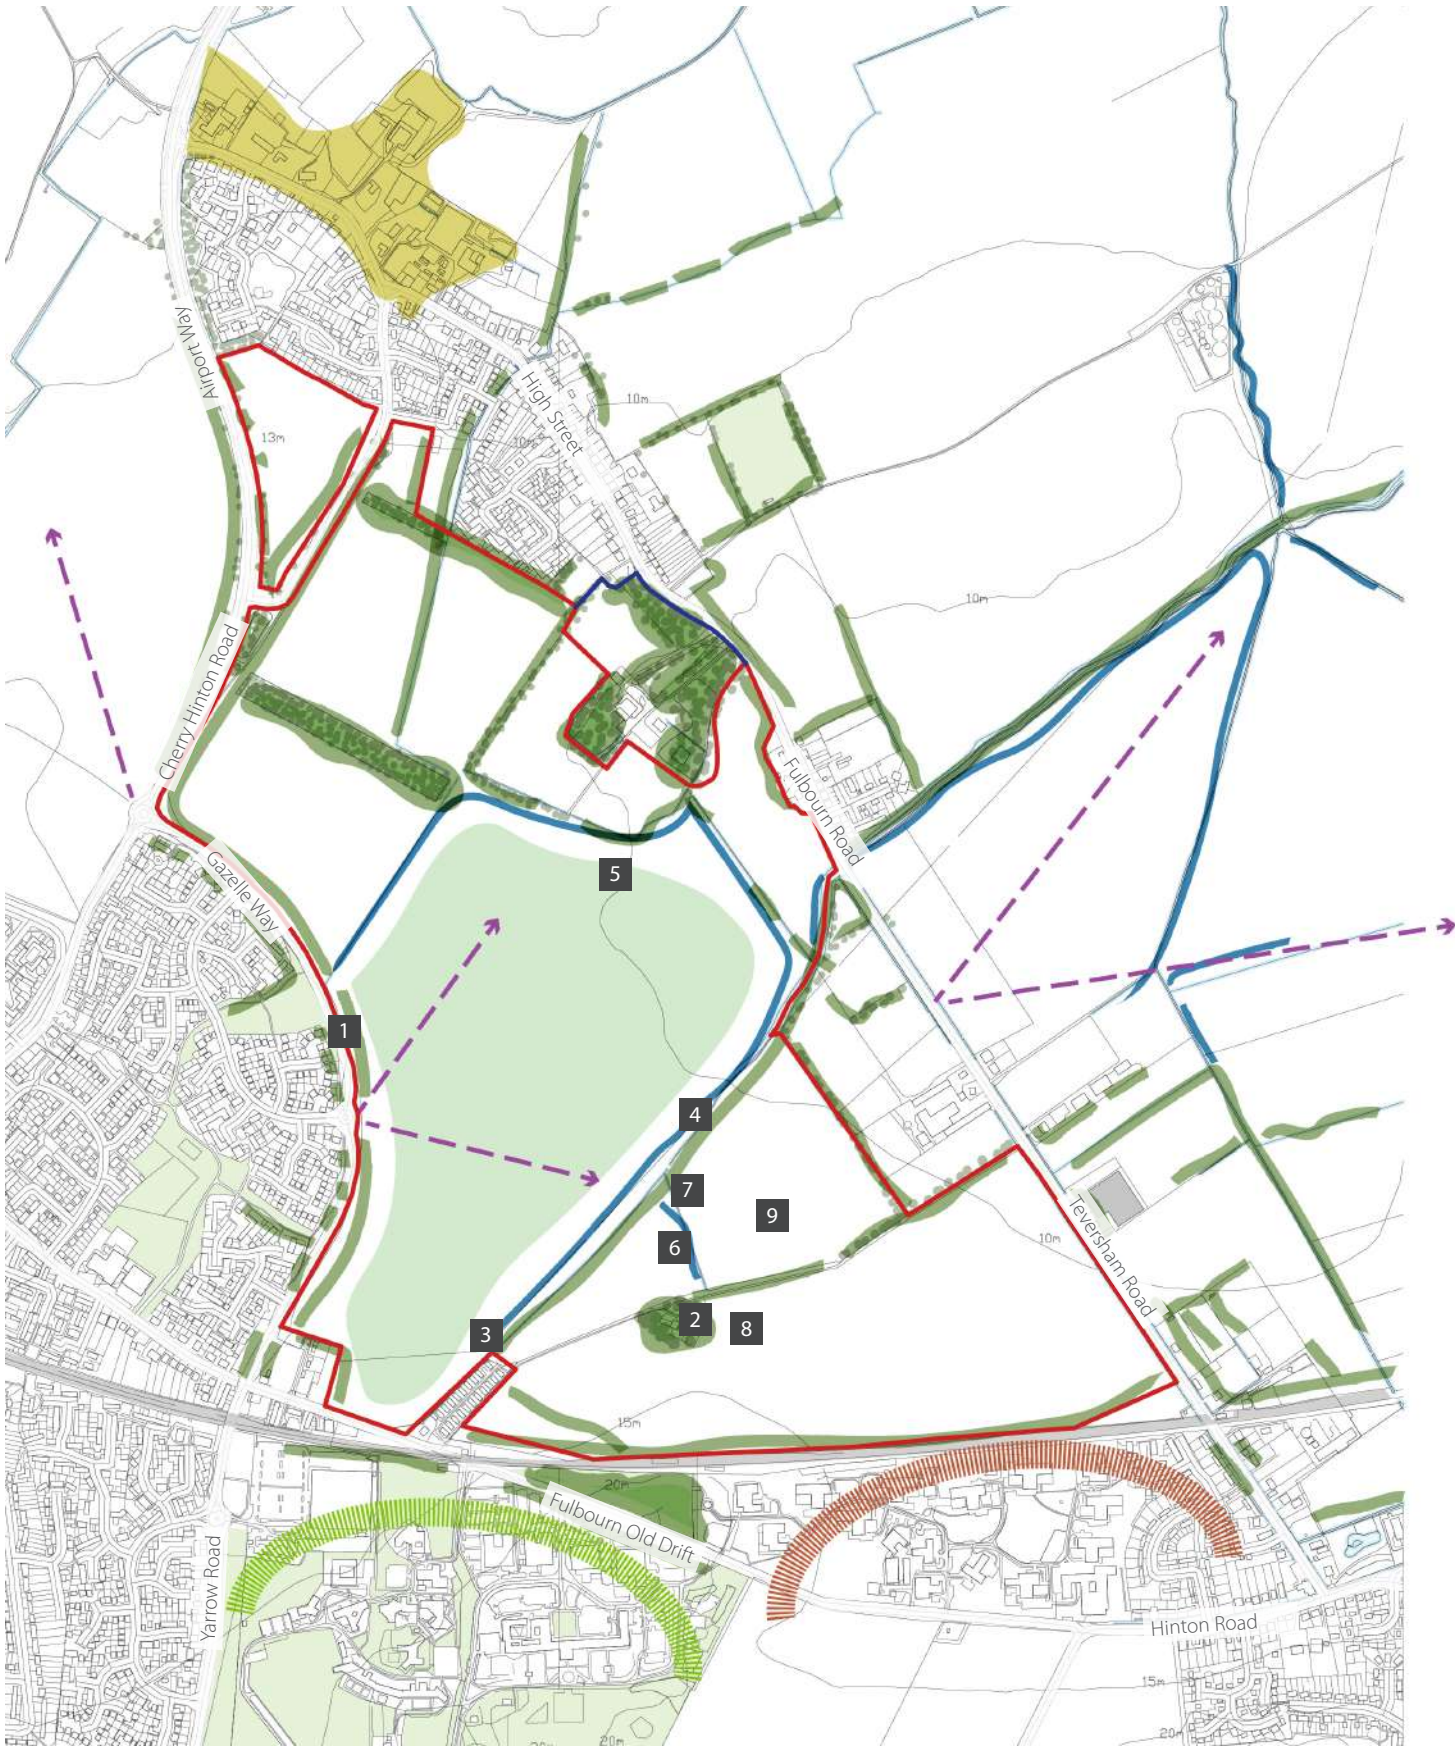 Airport Way
High Street
10m
13m
10m
10m
Cherry Hinton Road
Fulbourn Road
Gazelle Way
5
1
4
7
9
6
10m
Teversham Road
2
8
3
15m
20m
Fulbourn Old Drift
Yarrow Road
Hinton Road
15m
20m
20m
20m